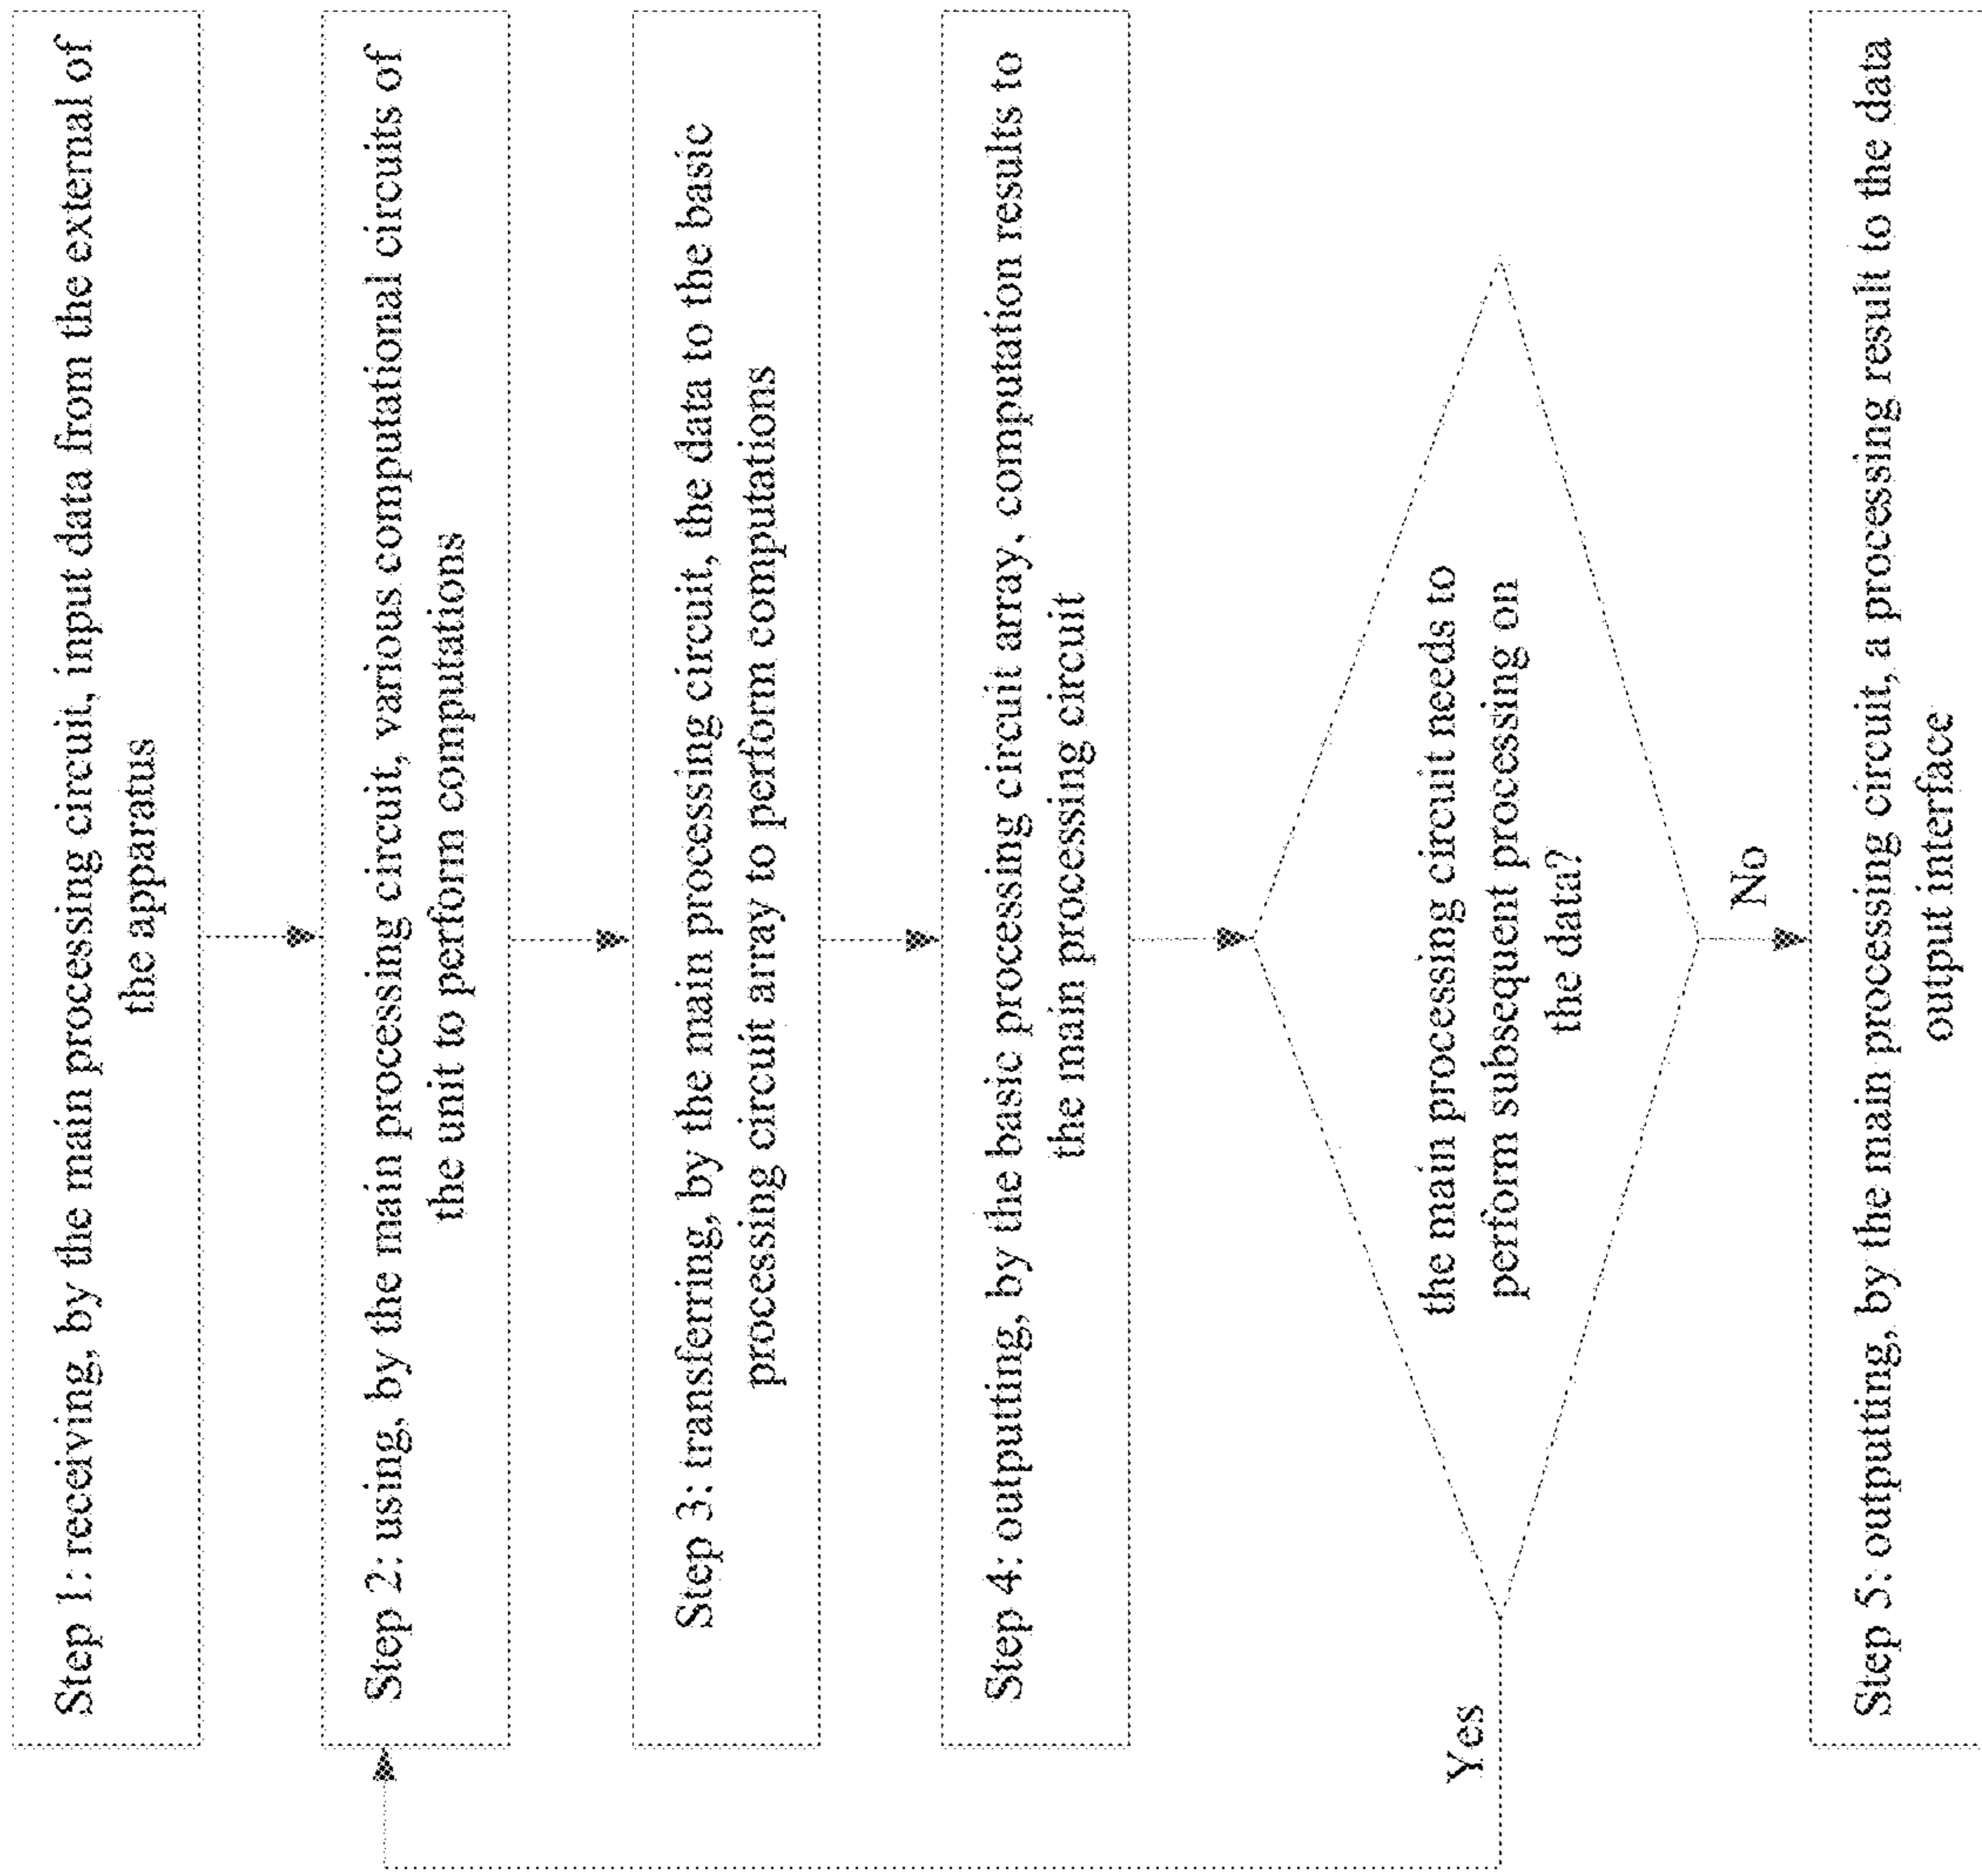 Step 1: receiving, by the main processing circuit, input data from the external of
the apparatus
Step 2: using, by the main processing circuit, various computational circuits of
the unit to perform computations
Step 3: transferring, by the main processing circuit, the data to the basic
processing circuit array to perform computations
Step 4: outputting, by the basic processing circuit array, computation results to
the main processing circuit
the main processing circuit needs to
perform subsequent processing on
the data?
Yes
No
Step 5: outputting, by the main processing circuit, a processing result to the data
output interface